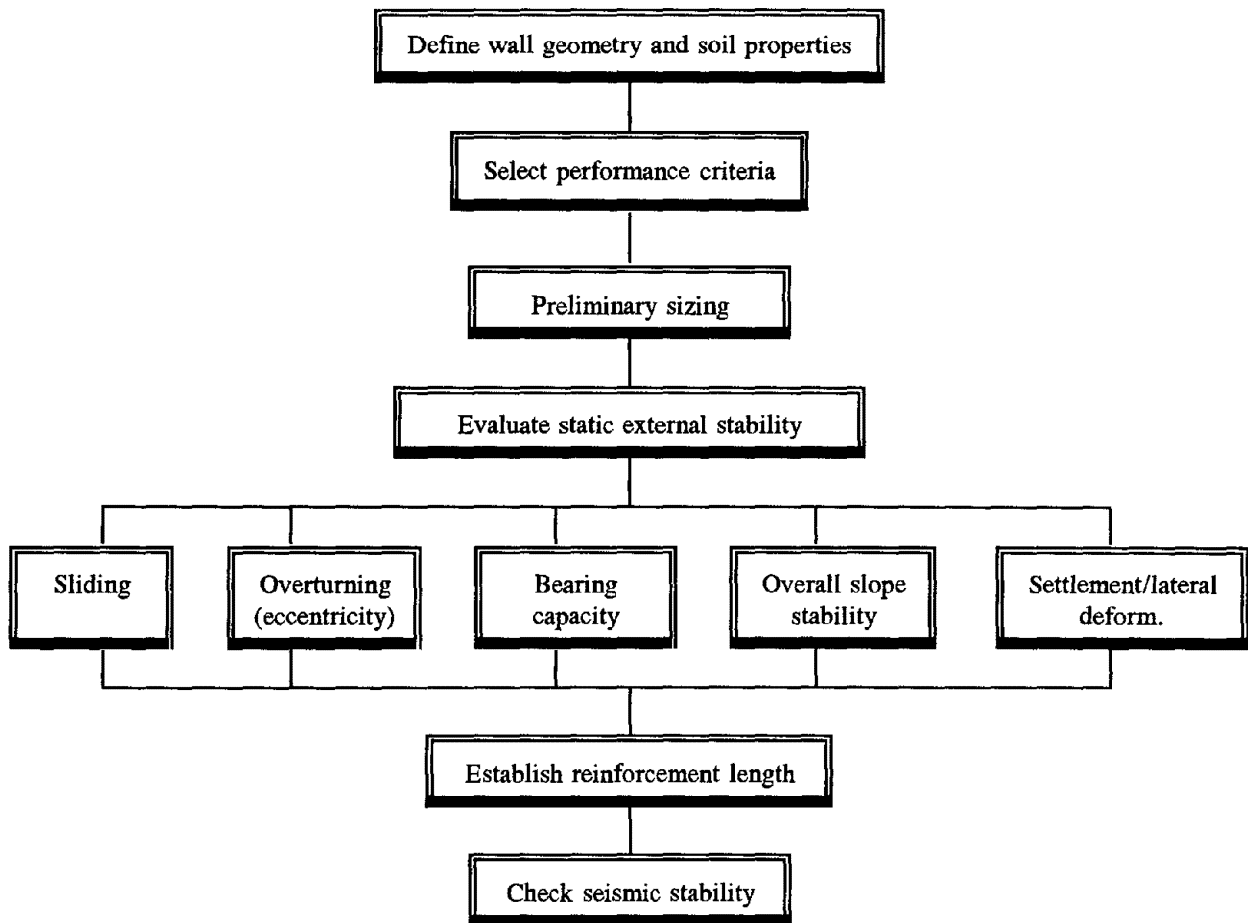 Define wall geometry and soil properties
Select performance criteria
Preliminary sizing
Evaluate static external stability
Sliding
Overturning
(eccentricity)
Bearing
capacity
Overall slope
stability
Settlement/lateral
deform.
Establish reinforcement length
Check seismic stability